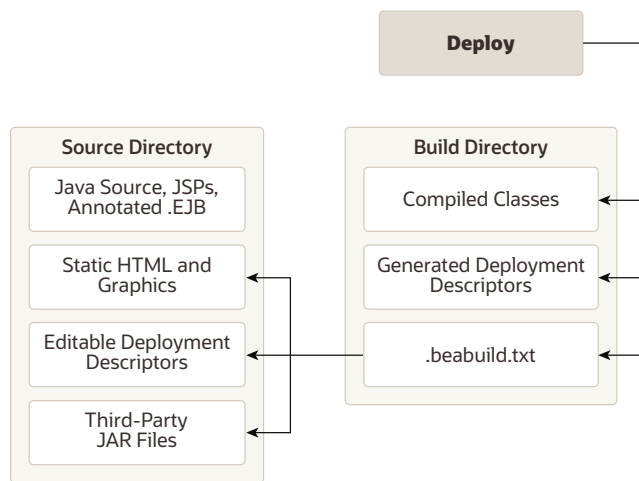 Deploy
Source Directory
Java Source, JSPs,
Annotated .EJB
Static HTML and
Graphics
Editable Deployment
Descriptors
Third-Party
JAR Files
Build Directory
Compiled Classes
Generated Deployment
Descriptors
.beabuild.txt